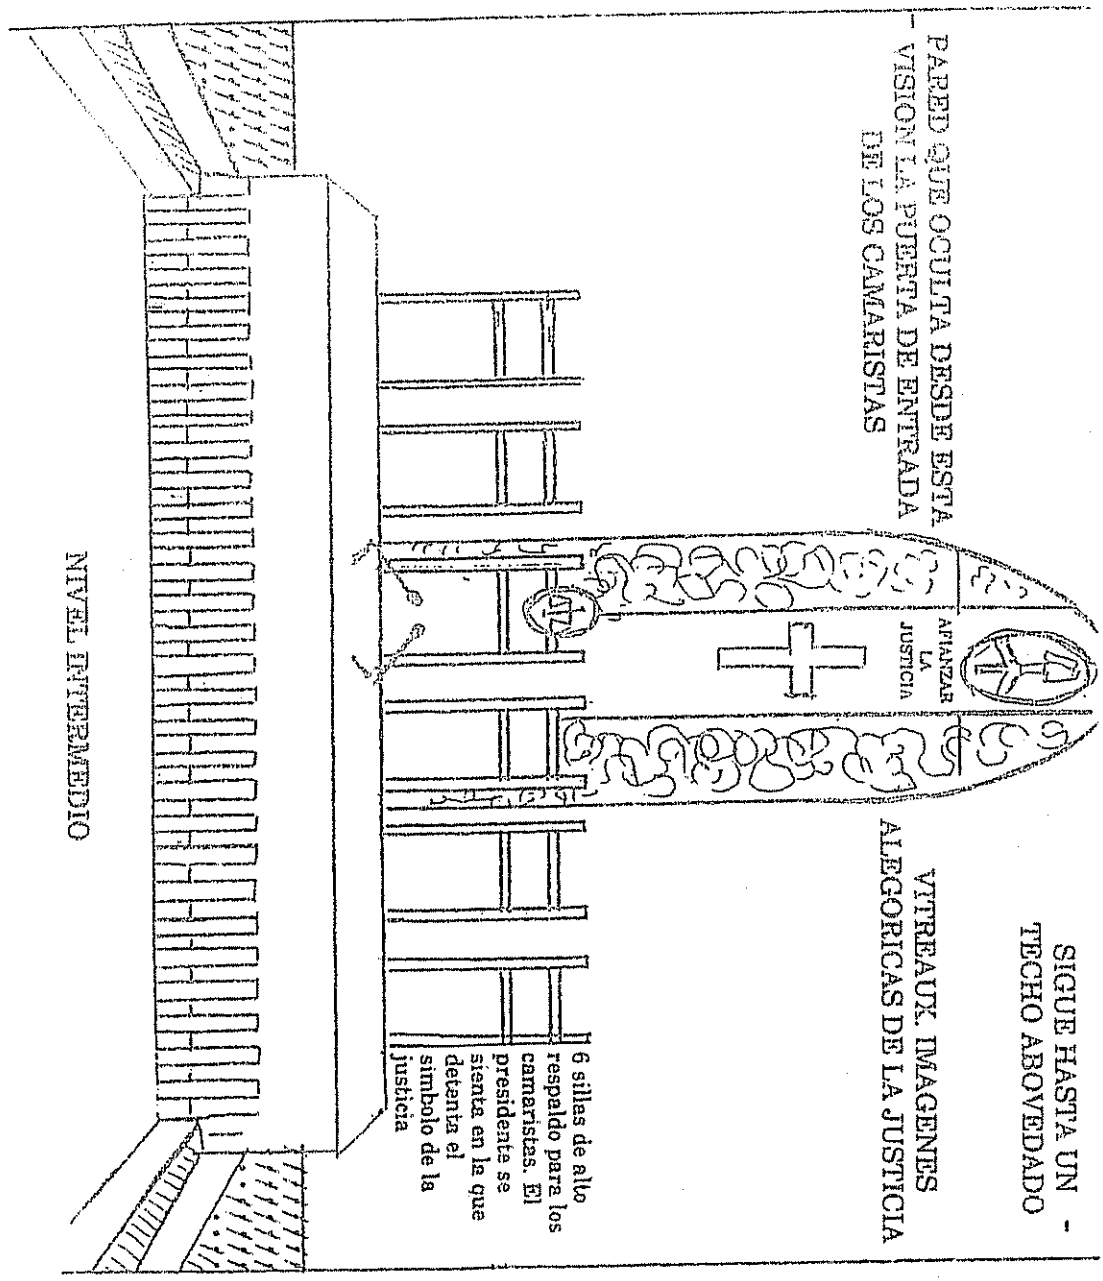 PARED QUE OCULTA DESDE ESTA
VISION LA PUERTA DE ENTRADA
DE LOS CAMARISTAS
SIGUE HASTA UN -
TECHO ABOVEDADO
AFIANZAR
LA
JUSTICIA
VITREAUX. IMAGENES
ALEGORICAS DE LA JUSTICIA
6 sillas de alto
respaldo para los
camaristas. El
presidente se
sienta en la que
detenta el
simbolo de la
justicia
NIVEL INTERMEDIO